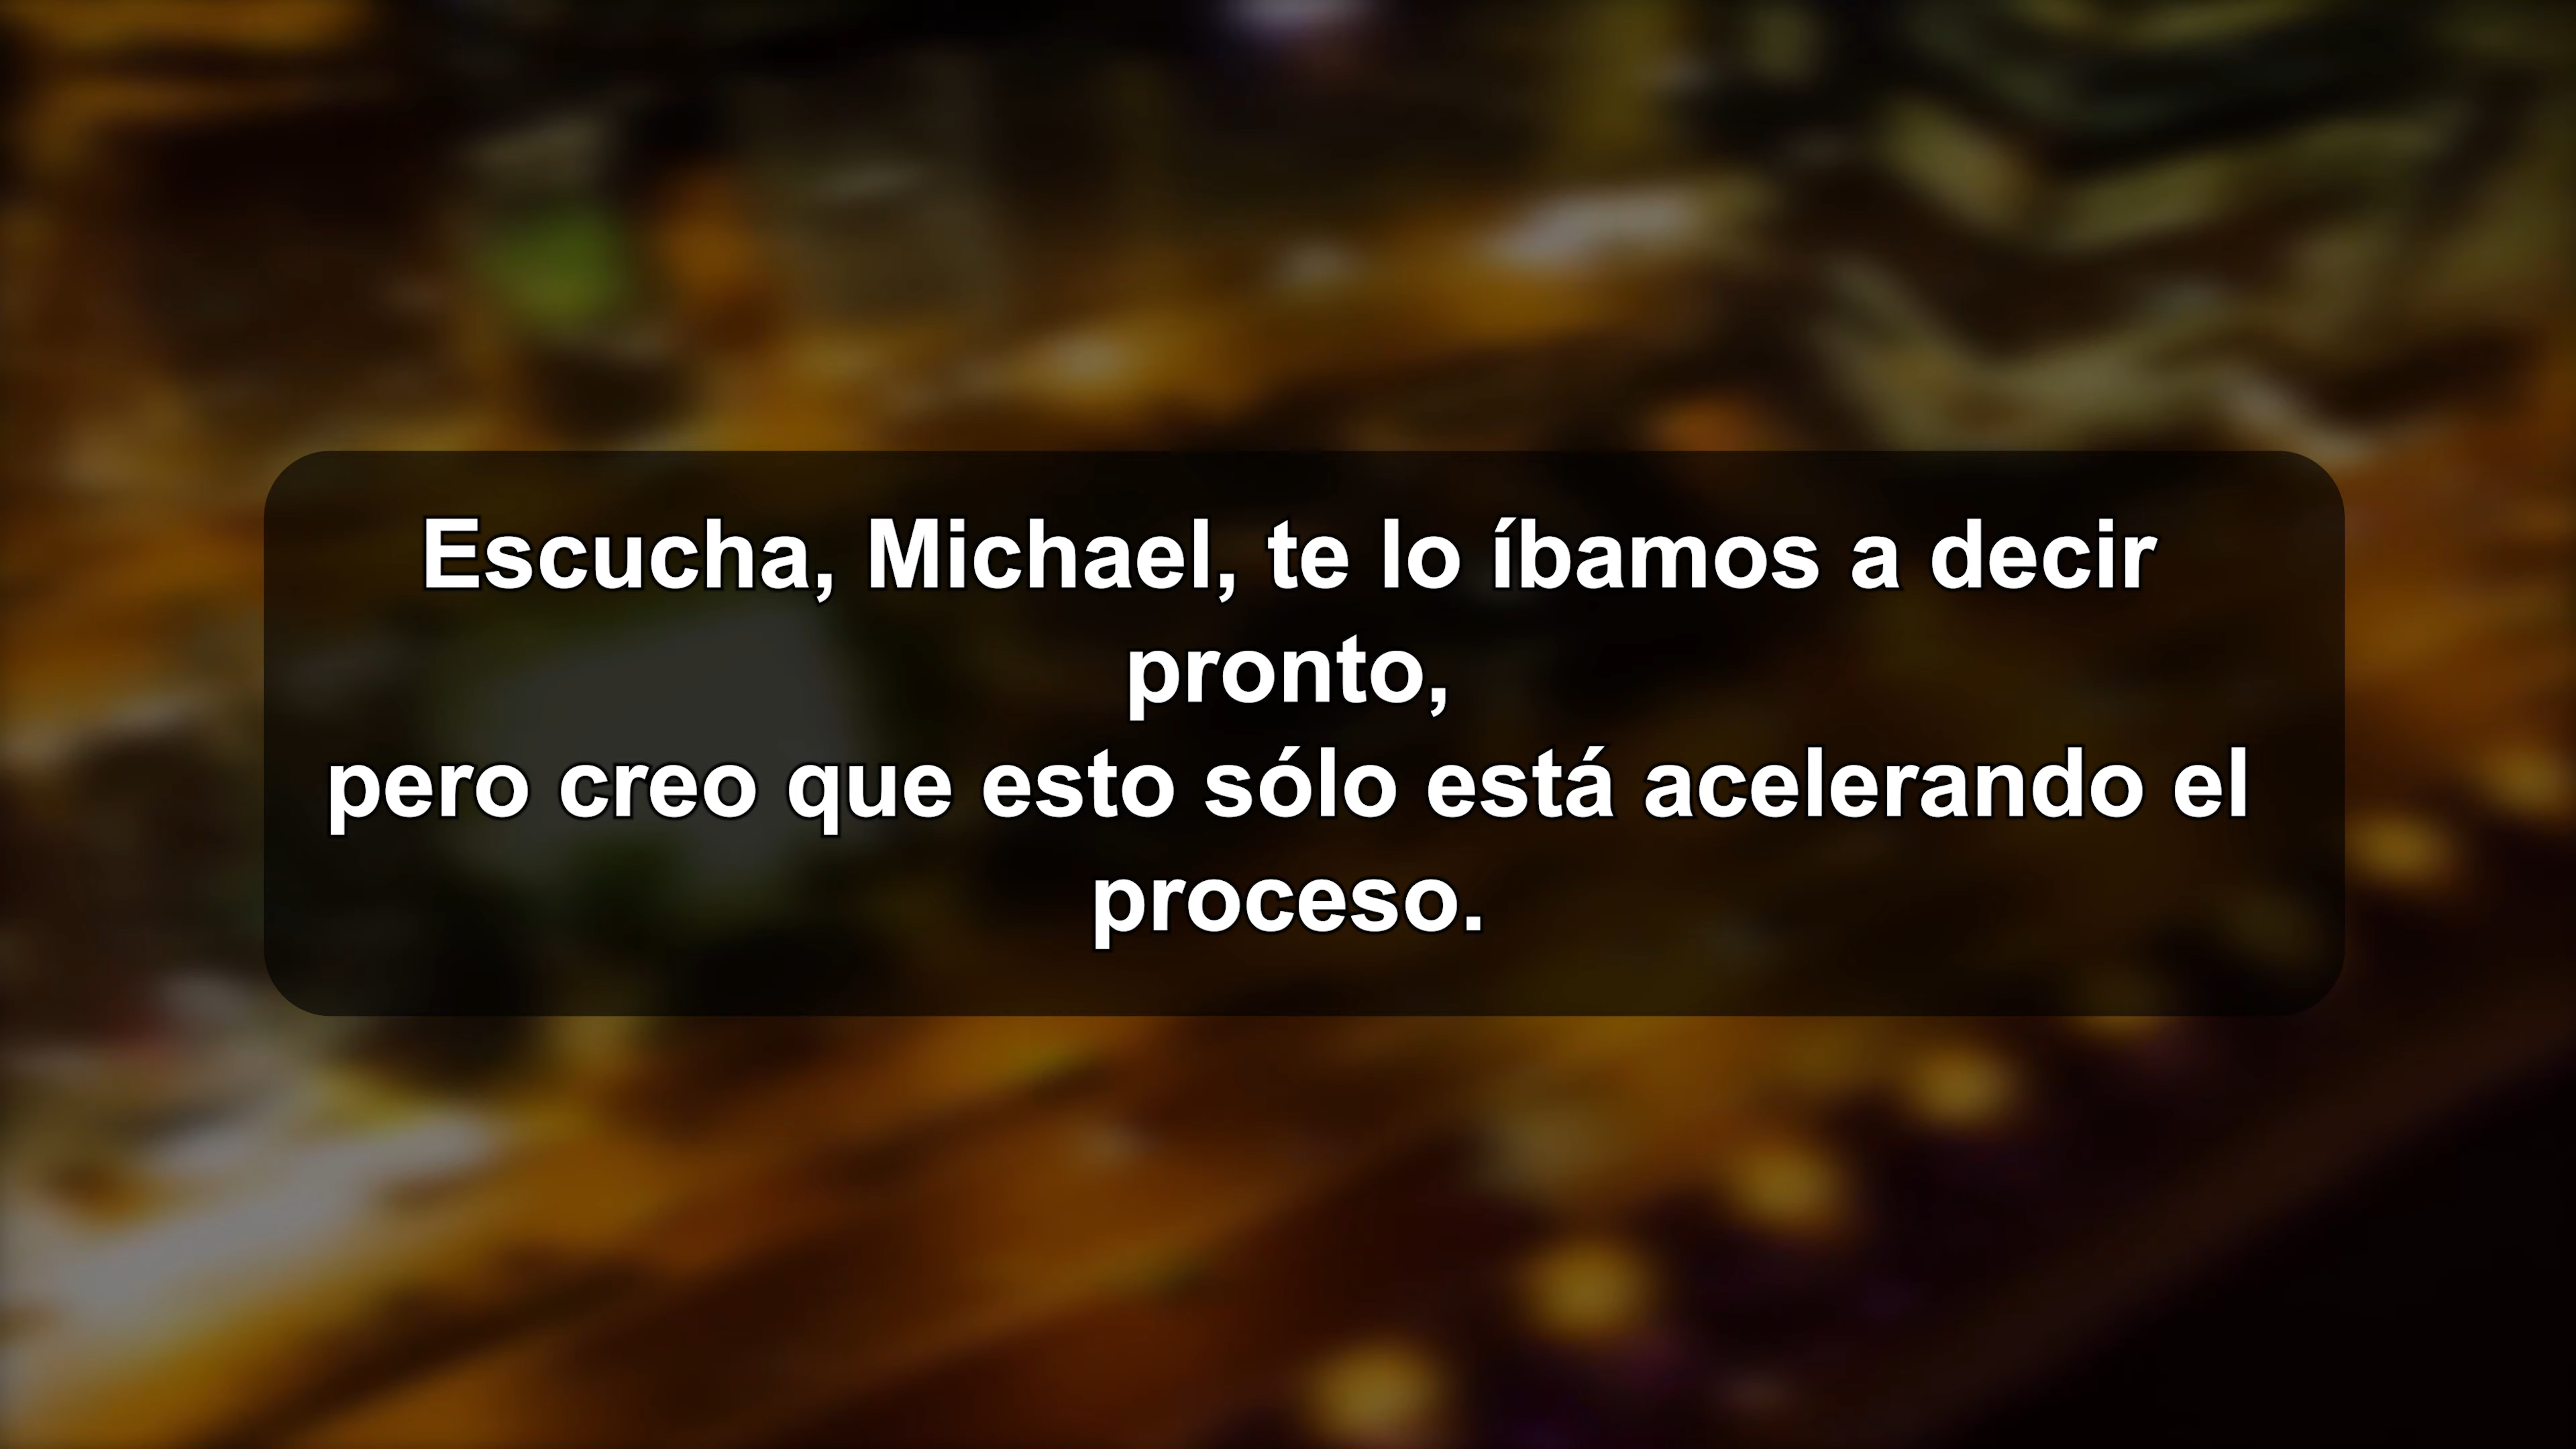 Escucha, Michael, te lo íbamos a decir
pronto,
pero creo que esto sólo está acelerando el
proceso.